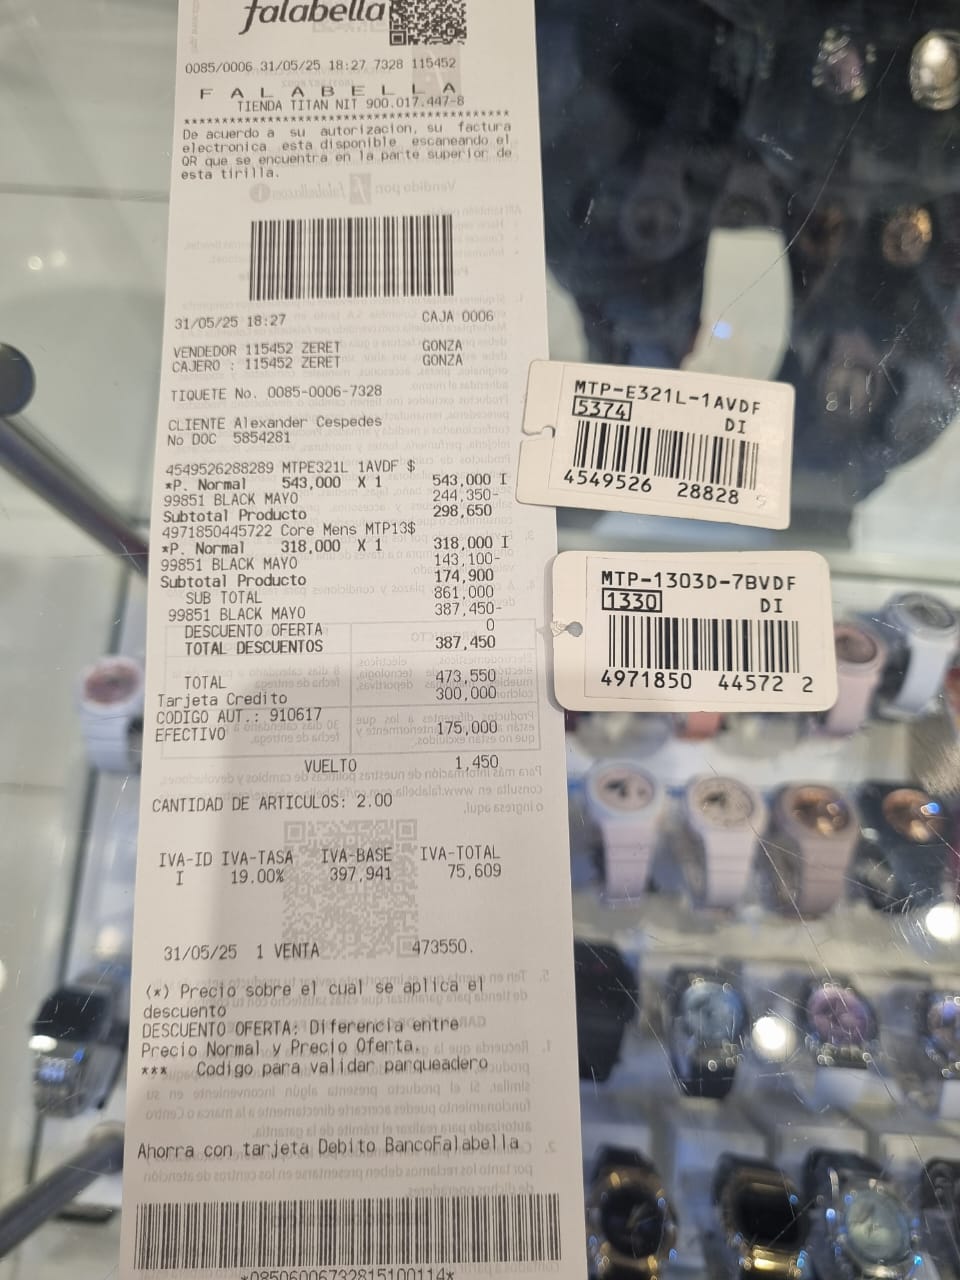 falabella
0085/0006 31/05/25 18:27 7328 115452
F A L A B E L L A
TIENDA TITAN NIT 900.017.447-8
****************************************
De acuerdo a su autorizacion, su factura
electronica esta disponible escaneando el
QR que se encuentra en la parte superior de
esta tirilla.
31/05/25 18:27 CAJA 0006
VENDEDOR 115452 ZERET GONZA
CAJERO : 115452 ZERET GONZA
TIQUETE No. 0085-0006-7328
CLIENTE Alexander Cespedes
No DOC 5854281
4549526288289 MTPE321L 1AVDF $
*P. Normal 543,000 X 1 543,000 I
99851 BLACK MAYO 244,350-
Subtotal Producto 298,650
4971850445722 Core Mens MTP13$
*P. Normal 318,000 X 1 318,000 I
99851 BLACK MAYO 143,100-
Subtotal Producto 174,900
SUB TOTAL 861,000
99851 BLACK MAYO 387,450-
DESCUENTO OFERTA 0
TOTAL DESCUENTOS 387,450
TOTAL 473,550
Tarjeta Credito 300,000
CODIGO AUT.: 910617
EFECTIVO 175,000
VUELTO 1,450
CANTIDAD DE ARTICULOS: 2.00
IVA-ID IVA-TASA IVA-BASE IVA-TOTAL
I 19.00% 397,941 75,609
31/05/25 1 VENTA 473550.
(*) Precio sobre el cual se aplica el
descuento
DESCUENTO OFERTA: Diferencia entre
Precio Normal y Precio Oferta.
*** Codigo para validar parqueadero
Ahorra con tarjeta Debito BancoFalabella
MTP-E321L-1AVDF
5374 DI
4549526 28828 9
MTP-1303D-7BVDF
1330 DI
4971850 44572 2